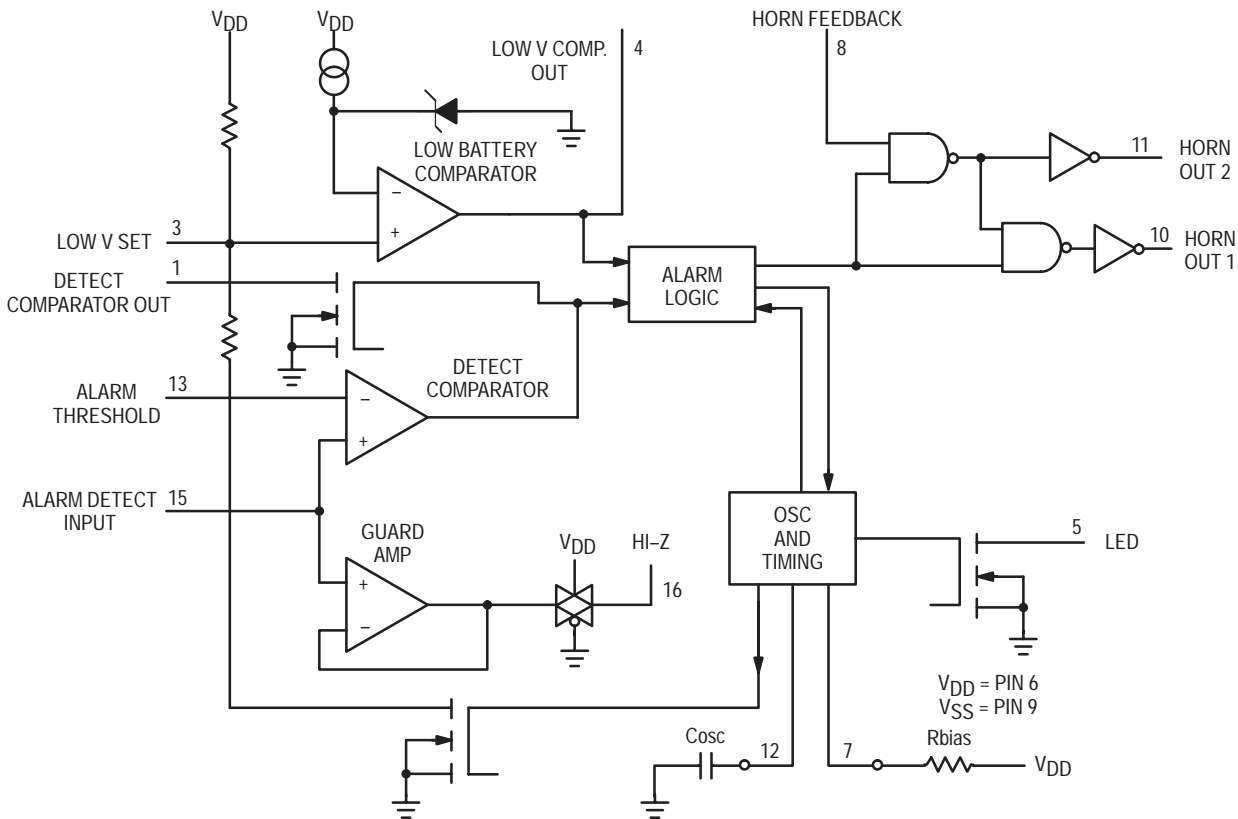 VDD
VDD
LOW V COMP.
OUT
4
HORN FEEDBACK
8
LOW BATTERY
COMPARATOR
–
+
11
HORN
OUT 2
LOW V SET
3
10
HORN
OUT 1
1
DETECT
COMPARATOR OUT
ALARM
LOGIC
DETECT
COMPARATOR
ALARM
THRESHOLD
13
–
+
ALARM DETECT
INPUT
15
GUARD
AMP
VDD
HI–Z
16
+
–
OSC
AND
TIMING
5
LED
VDD = PIN 6
VSS = PIN 9
Cosc
12
7
Rbias
VDD